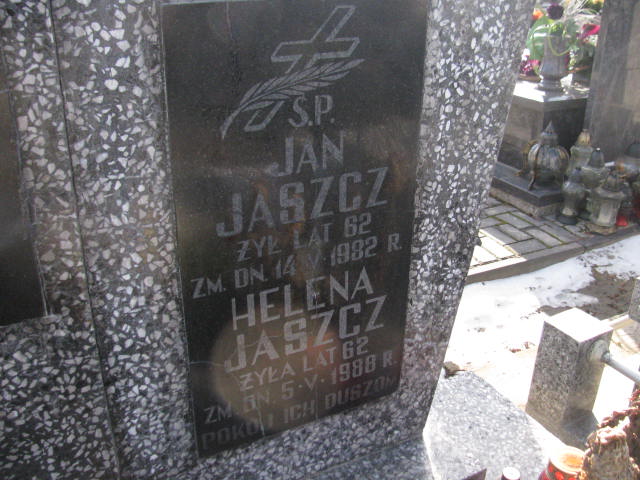 Ś.P.
JAN
JASZCZ
ŻYŁ LAT 62
ZM. DN. 14·V·1982 R.
HELENA
JASZCZ
ŻYŁA LAT 62
ZM. DN. 5·V·1988 R.
POKÓJ ICH DUSZOM